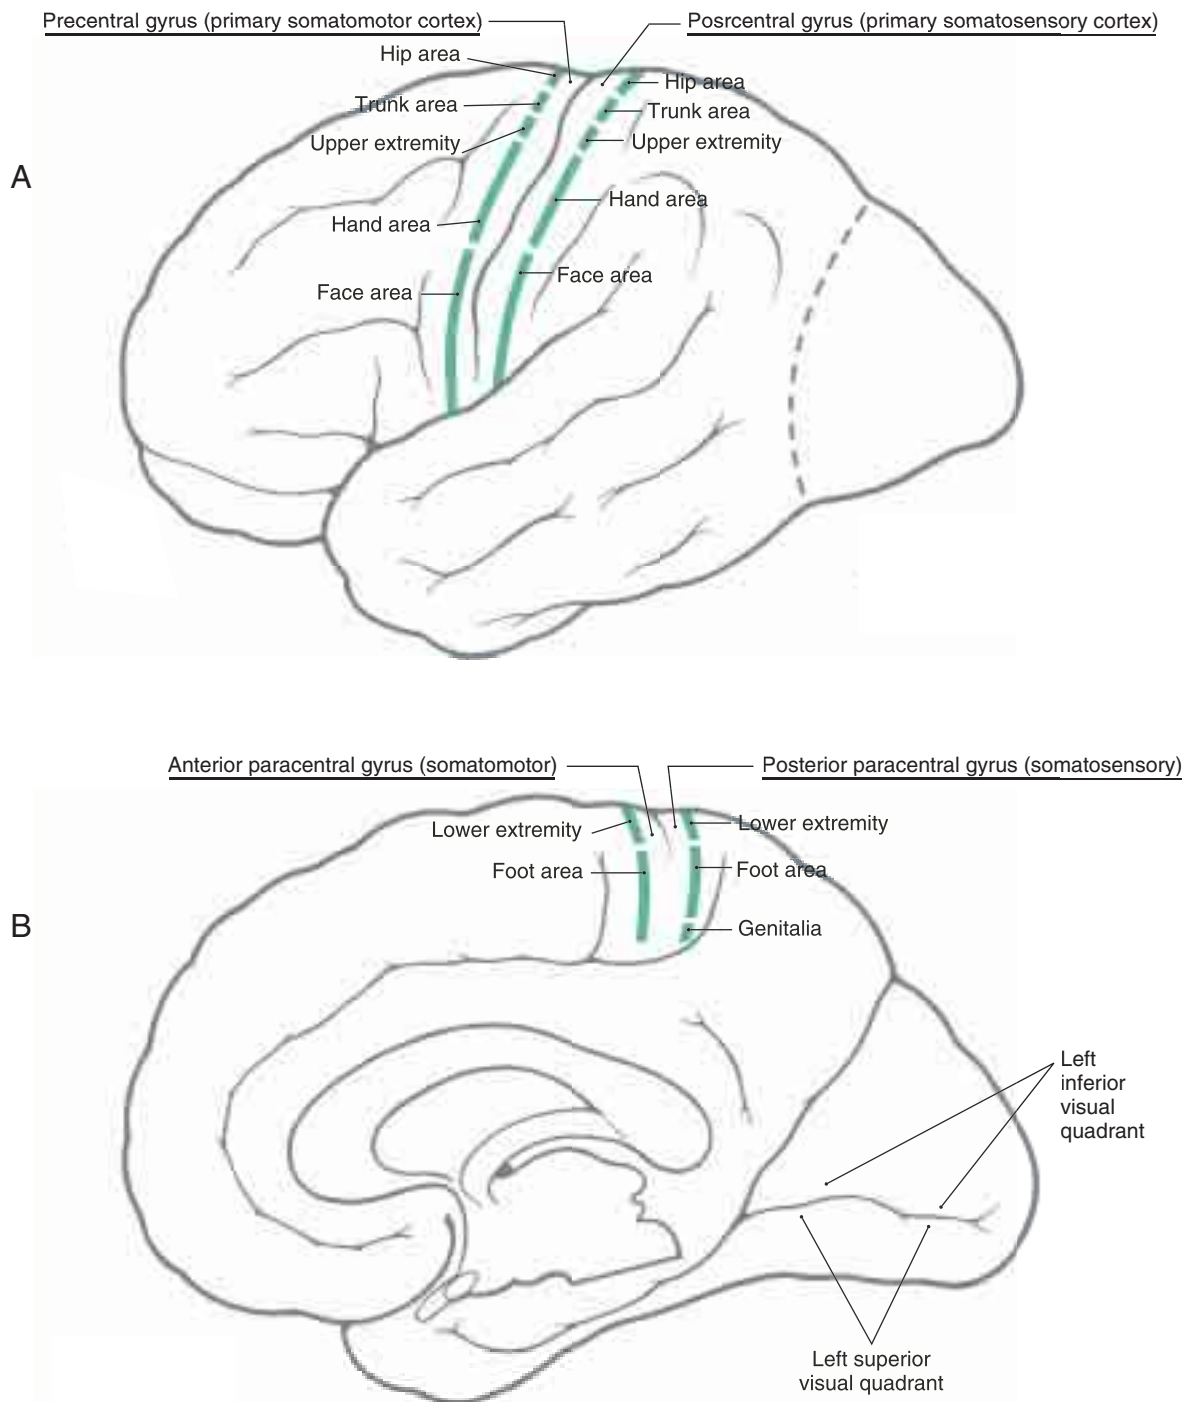 Precentral gyrus (primary somatomotor cortex)
Posrcentral gyrus (primary somatosensory cortex)
Hip area
Hip area
Trunk area
Trunk area
Upper extremity
Upper extremity
A
Hand area
Hand area
Face area
Face area
Anterior paracentral gyrus (somatomotor)
Posterior paracentral gyrus (somatosensory)
Lower extremity
Lower extremity
Foot area
Foot area
B
Genitalia
Left
inferior
visual
quadrant
Left superior
visual quadrant